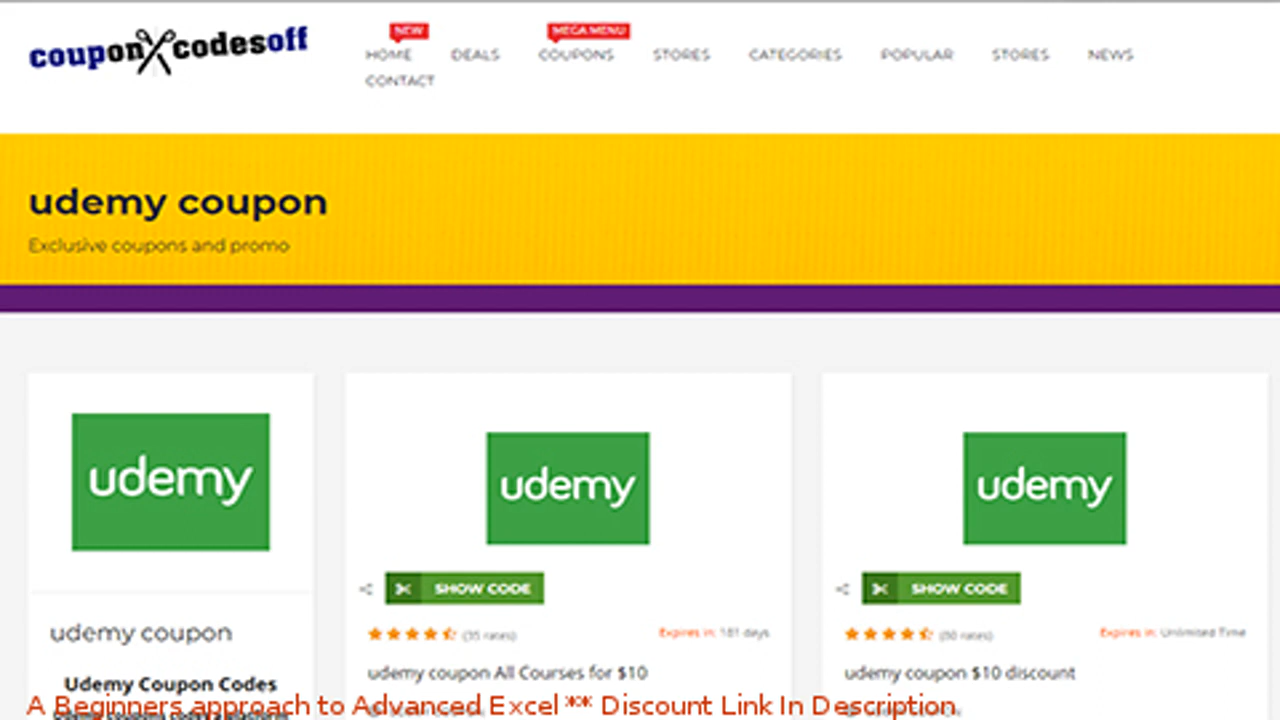 couponcodesoff
NEW
MEGA MENU
HOME DEALS COUPONS STORES CATEGORIES POPULAR STORES NEWS
CONTACT
udemy coupon
Exclusive coupons and promo
udemy
udemy
udemy
SHOW CODE
SHOW CODE
(35 rates)
Expires in: 181 days
Expires in: Unlimited Time
udemy coupon
udemy coupon All Courses for $10
udemy coupon $10 discount
Udemy Coupon Codes
A Beginners approach to Advanced Excel ** Discount Link In Description